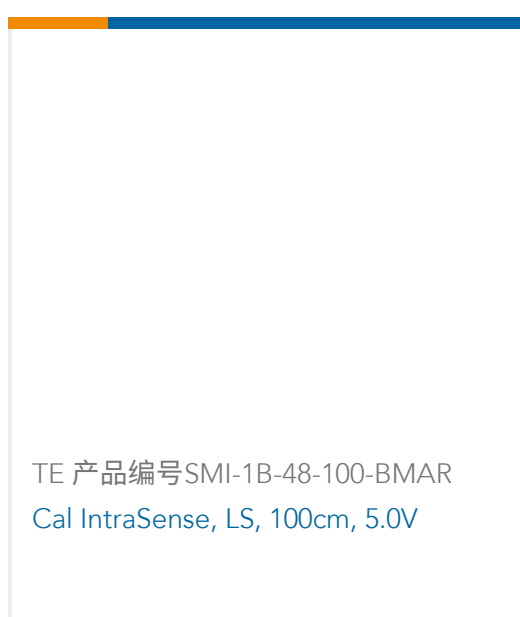 TE 产品编号SMI-1B-48-100-BMAR
Cal IntraSense, LS, 100cm, 5.0V